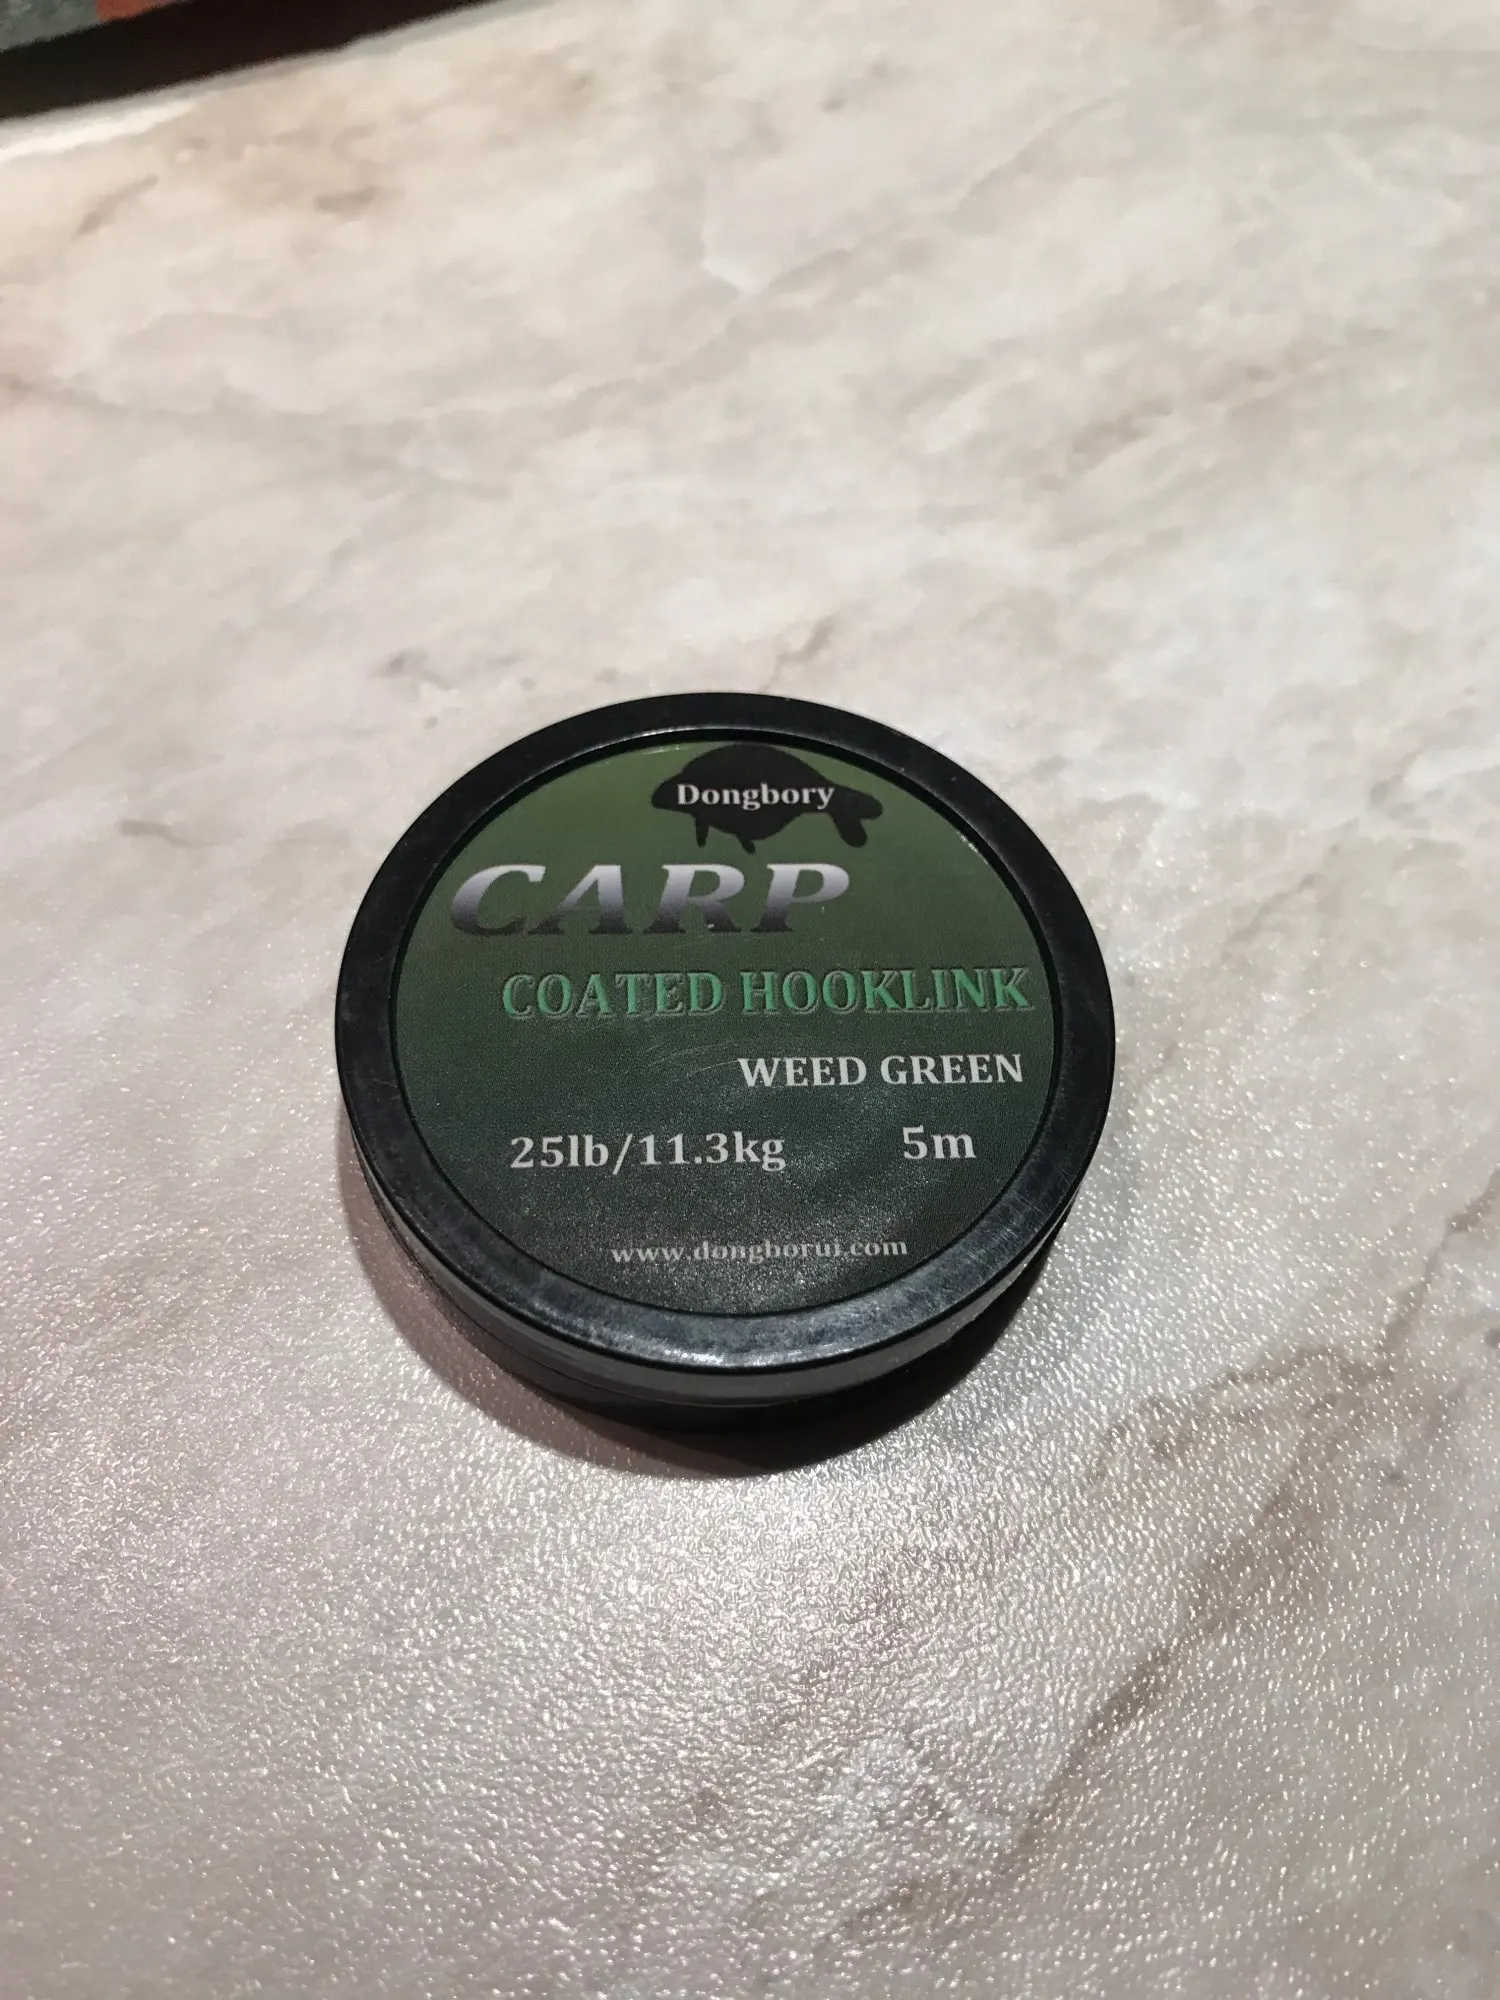 Dongbory
CARP
COATED HOOKLINK
WEED GREEN
25lb/11.3kg 5m
www.dongborui.com